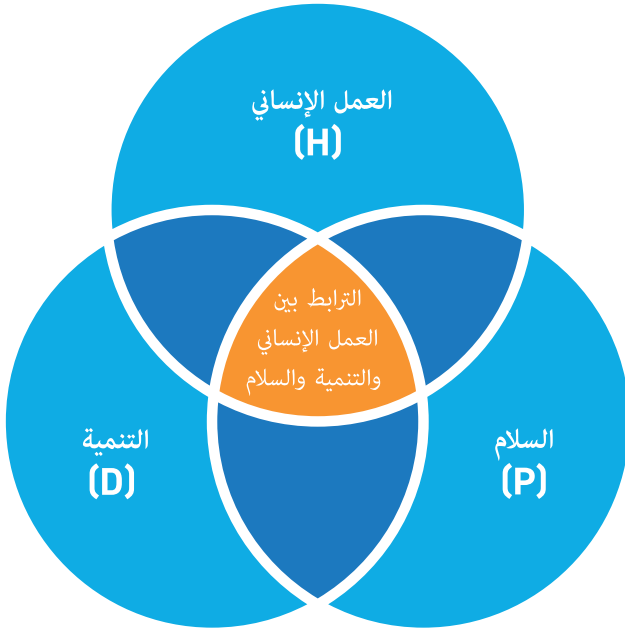 العمل الإنساني
(H)
الترابط بين
العمل الإنساني
والتنمية والسلام
التنمية
(D)
السلام
(P)